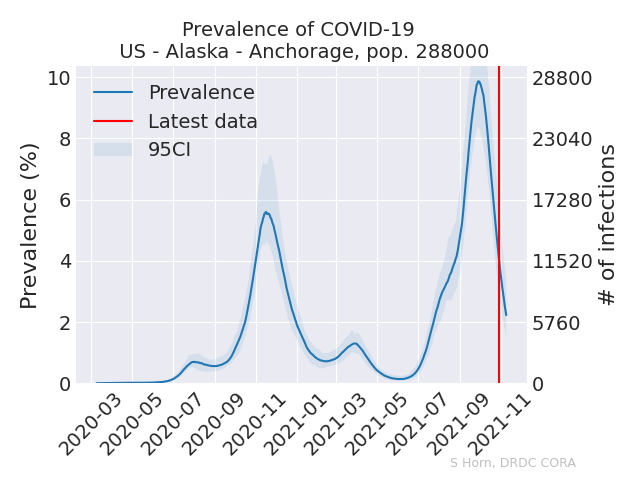 Prevalence of COVID-19
US - Alaska - Anchorage, pop. 288000
Prevalence
Latest data
95CI
Prevalence (%)
10
8
6
4
2
0
28800
23040
17280
11520
5760
0
# of infections
2020-03
2020-05
2020-07
2020-09
2020-11
2021-01
2021-03
2021-05
2021-07
2021-09
2021-11
S Horn, DRDC CORA